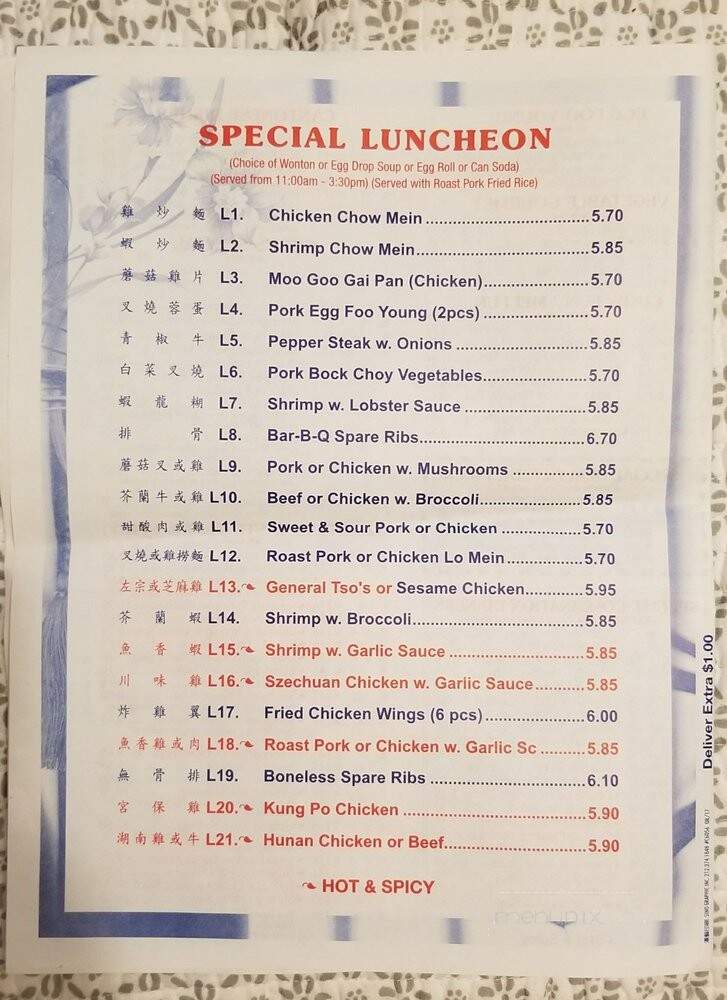 SPECIAL LUNCHEON
(Choice of Wonton or Egg Drop Soup or Egg Roll or Can Soda)
(Served from 11:00am - 3:30pm) (Served with Roast Pork Fried Rice)
雞炒麵 L1. Chicken Chow Mein 5.70
蝦炒麵 L2. Shrimp Chow Mein 5.85
蘑菇雞片 L3. Moo Goo Gai Pan (Chicken) 5.70
叉燒蓉蛋 L4. Pork Egg Foo Young (2pcs) 5.70
青椒牛 L5. Pepper Steak w. Onions 5.85
白菜叉燒 L6. Pork Bock Choy Vegetables 5.70
蝦龍糊 L7. Shrimp w. Lobster Sauce 5.85
排骨 L8. Bar-B-Q Spare Ribs 6.70
蘑菇叉或雞 L9. Pork or Chicken w. Mushrooms 5.85
芥蘭牛或雞 L10. Beef or Chicken w. Broccoli 5.85
甜酸肉或雞 L11. Sweet & Sour Pork or Chicken 5.70
叉燒或雞撈麵 L12. Roast Pork or Chicken Lo Mein 5.70
左宗或芝麻雞 L13. General Tso's or Sesame Chicken 5.95
芥蘭蝦 L14. Shrimp w. Broccoli 5.85
魚香蝦 L15. Shrimp w. Garlic Sauce 5.85
川味雞 L16. Szechuan Chicken w. Garlic Sauce 5.85
炸雞翼 L17. Fried Chicken Wings (6 pcs) 6.00
魚香雞或肉 L18. Roast Pork or Chicken w. Garlic Sc 5.85
無骨排 L19. Boneless Spare Ribs 6.10
宮保雞 L20. Kung Po Chicken 5.90
湖南雞或牛 L21. Hunan Chicken or Beef 5.90
HOT & SPICY
menupix
Deliver Extra $1.00